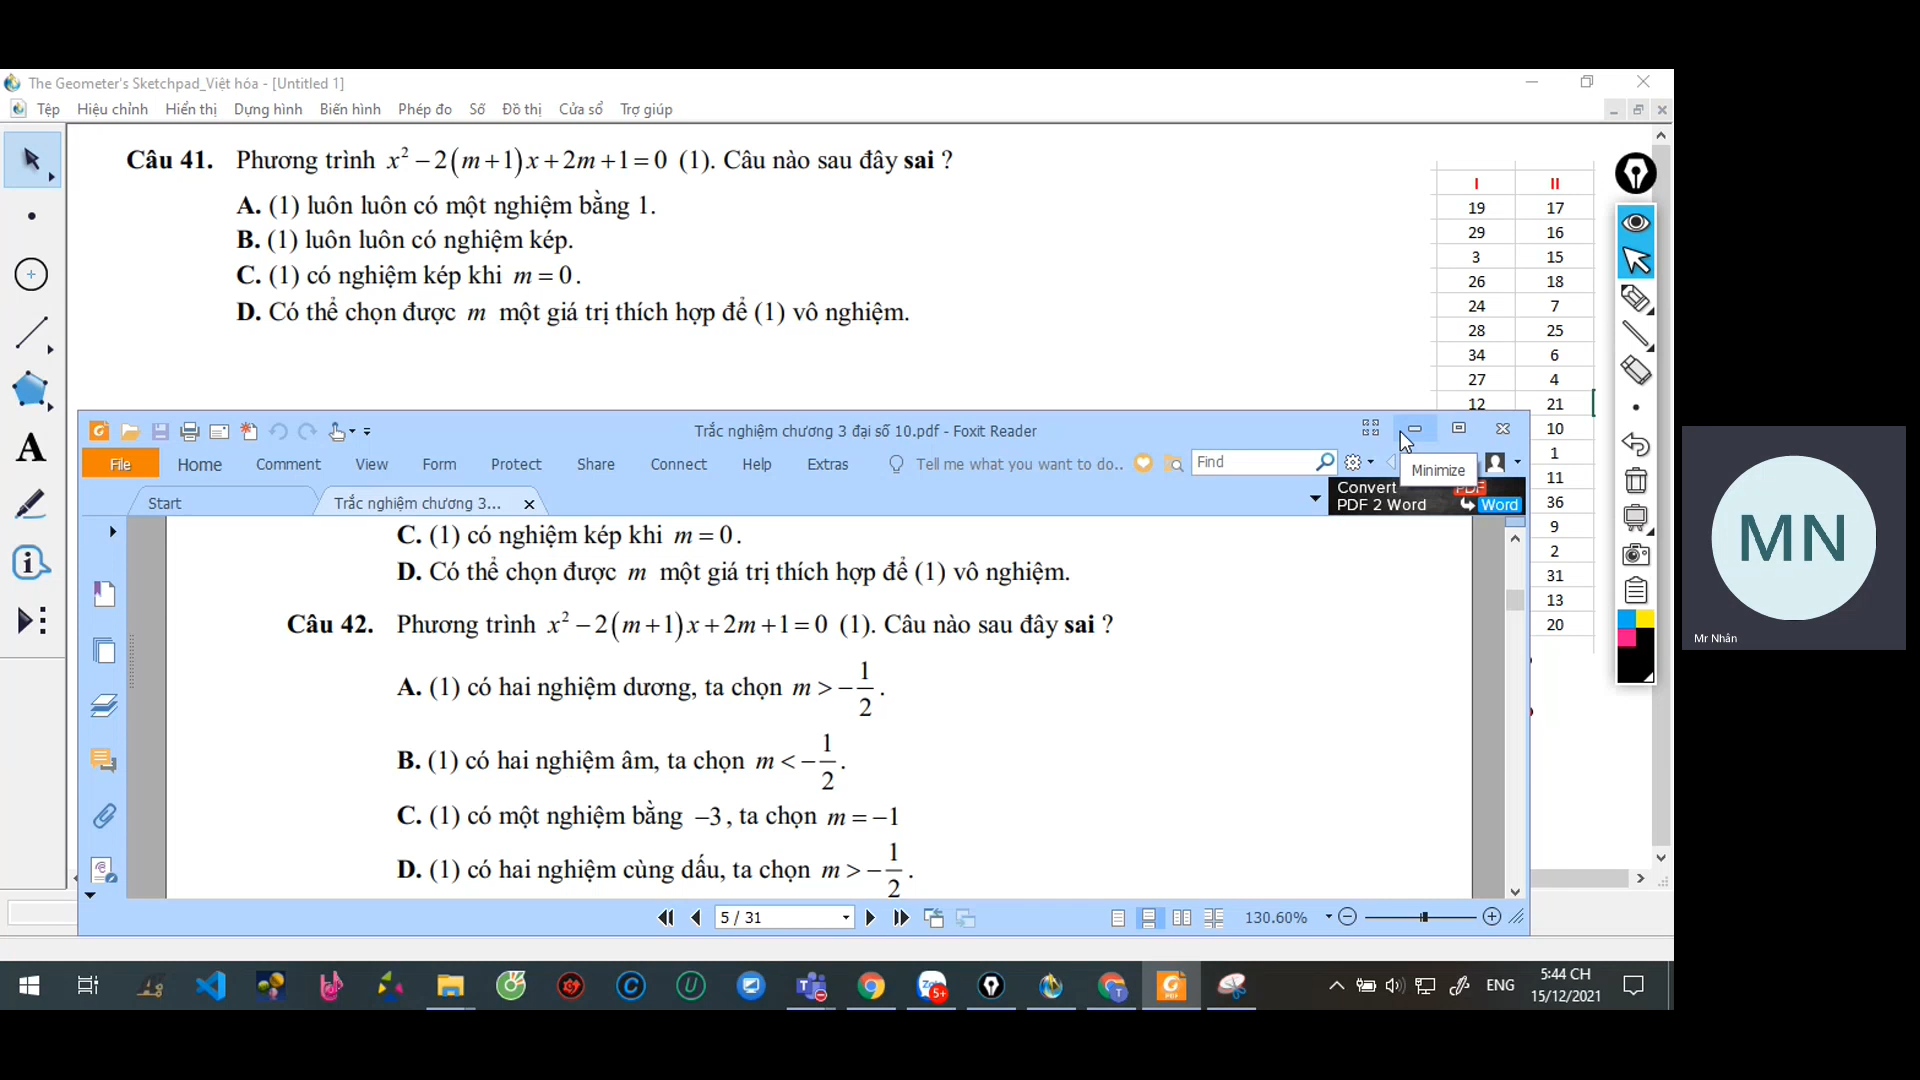 The Geometer's Sketchpad_Việt hóa - [Untitled 1]
Tệp Hiệu chỉnh Hiển thị Dựng hình Biến hình Phép đo Số Đồ thị Cửa sổ Trợ giúp
Câu 41. Phương trình x² − 2(m+1)x + 2m + 1 = 0 (1). Câu nào sau đây sai ?
A. (1) luôn luôn có một nghiệm bằng 1.
B. (1) luôn luôn có nghiệm kép.
C. (1) có nghiệm kép khi m = 0.
D. Có thể chọn được m một giá trị thích hợp để (1) vô nghiệm.
I II
19 17
29 16
3 15
26 18
24 7
28 25
34 6
27 4
12 21
10
1
11
36
9
2
31
13
20
A
Trắc nghiệm chương 3 đại số 10.pdf - Foxit Reader
File Home Comment View Form Protect Share Connect Help Extras Tell me what you want to do.. Find
Minimize
Start Trắc nghiệm chương 3...
Convert PDF
PDF 2 Word Word
C. (1) có nghiệm kép khi m = 0.
D. Có thể chọn được m một giá trị thích hợp để (1) vô nghiệm.
Câu 42. Phương trình x² − 2(m+1)x + 2m + 1 = 0 (1). Câu nào sau đây sai ?
A. (1) có hai nghiệm dương, ta chọn m > −1/2.
B. (1) có hai nghiệm âm, ta chọn m < −1/2.
C. (1) có một nghiệm bằng −3, ta chọn m = −1
D. (1) có hai nghiệm cùng dấu, ta chọn m > −1/2.
5 / 31 130.60%
MN
Mr Nhân
Zalo 5+
T
ENG
5:44 CH
15/12/2021